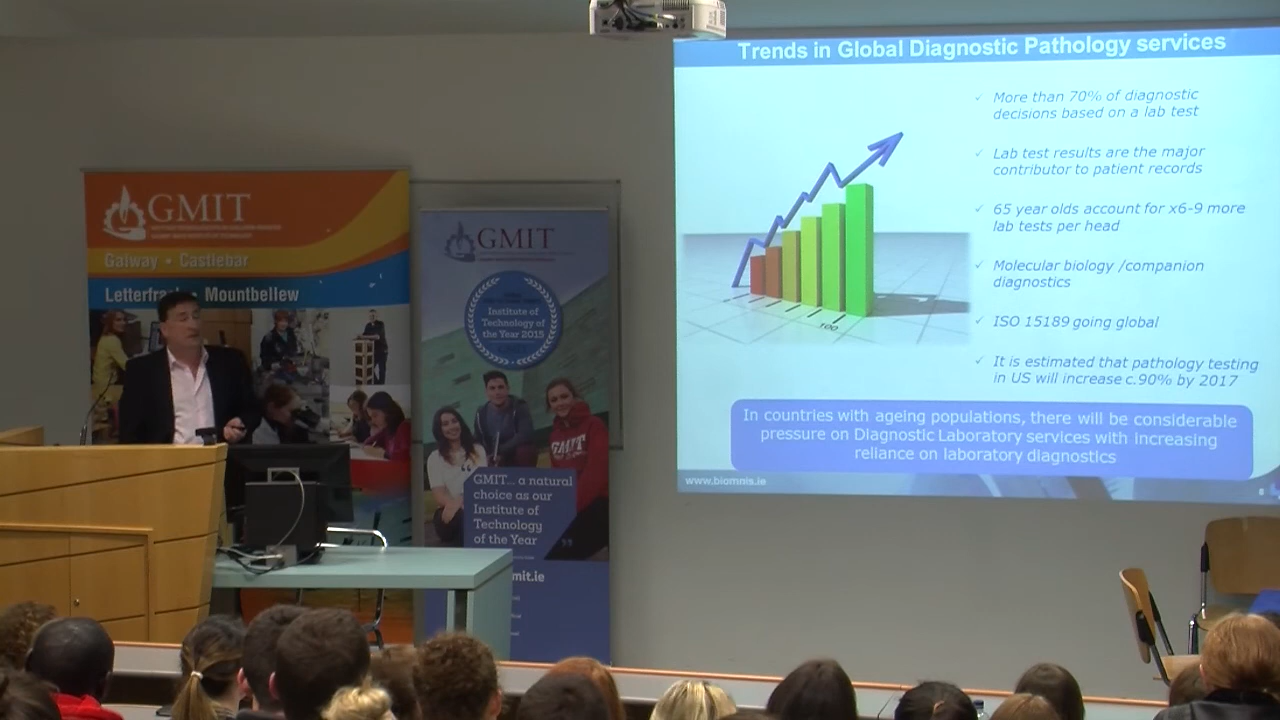 Trends in Global Diagnostic Pathology services
✓ More than 70% of diagnostic
decisions based on a lab test
✓ Lab test results are the major
contributor to patient records
✓ 65 year olds account for x6-9 more
lab tests per head
✓ Molecular biology /companion
diagnostics
✓ ISO 15189 going global
✓ It is estimated that pathology testing
in US will increase c.90% by 2017
100
In countries with ageing populations, there will be considerable
pressure on Diagnostic Laboratory services with increasing
reliance on laboratory diagnostics
www.biomnis.ie
GMIT
Galway • Castlebar
Mountbellew
GMIT
Institute of
Technology of
the Year 2015
GMIT
GMIT... a natural
choice as our
Institute of
Technology
of the Year
mit.ie